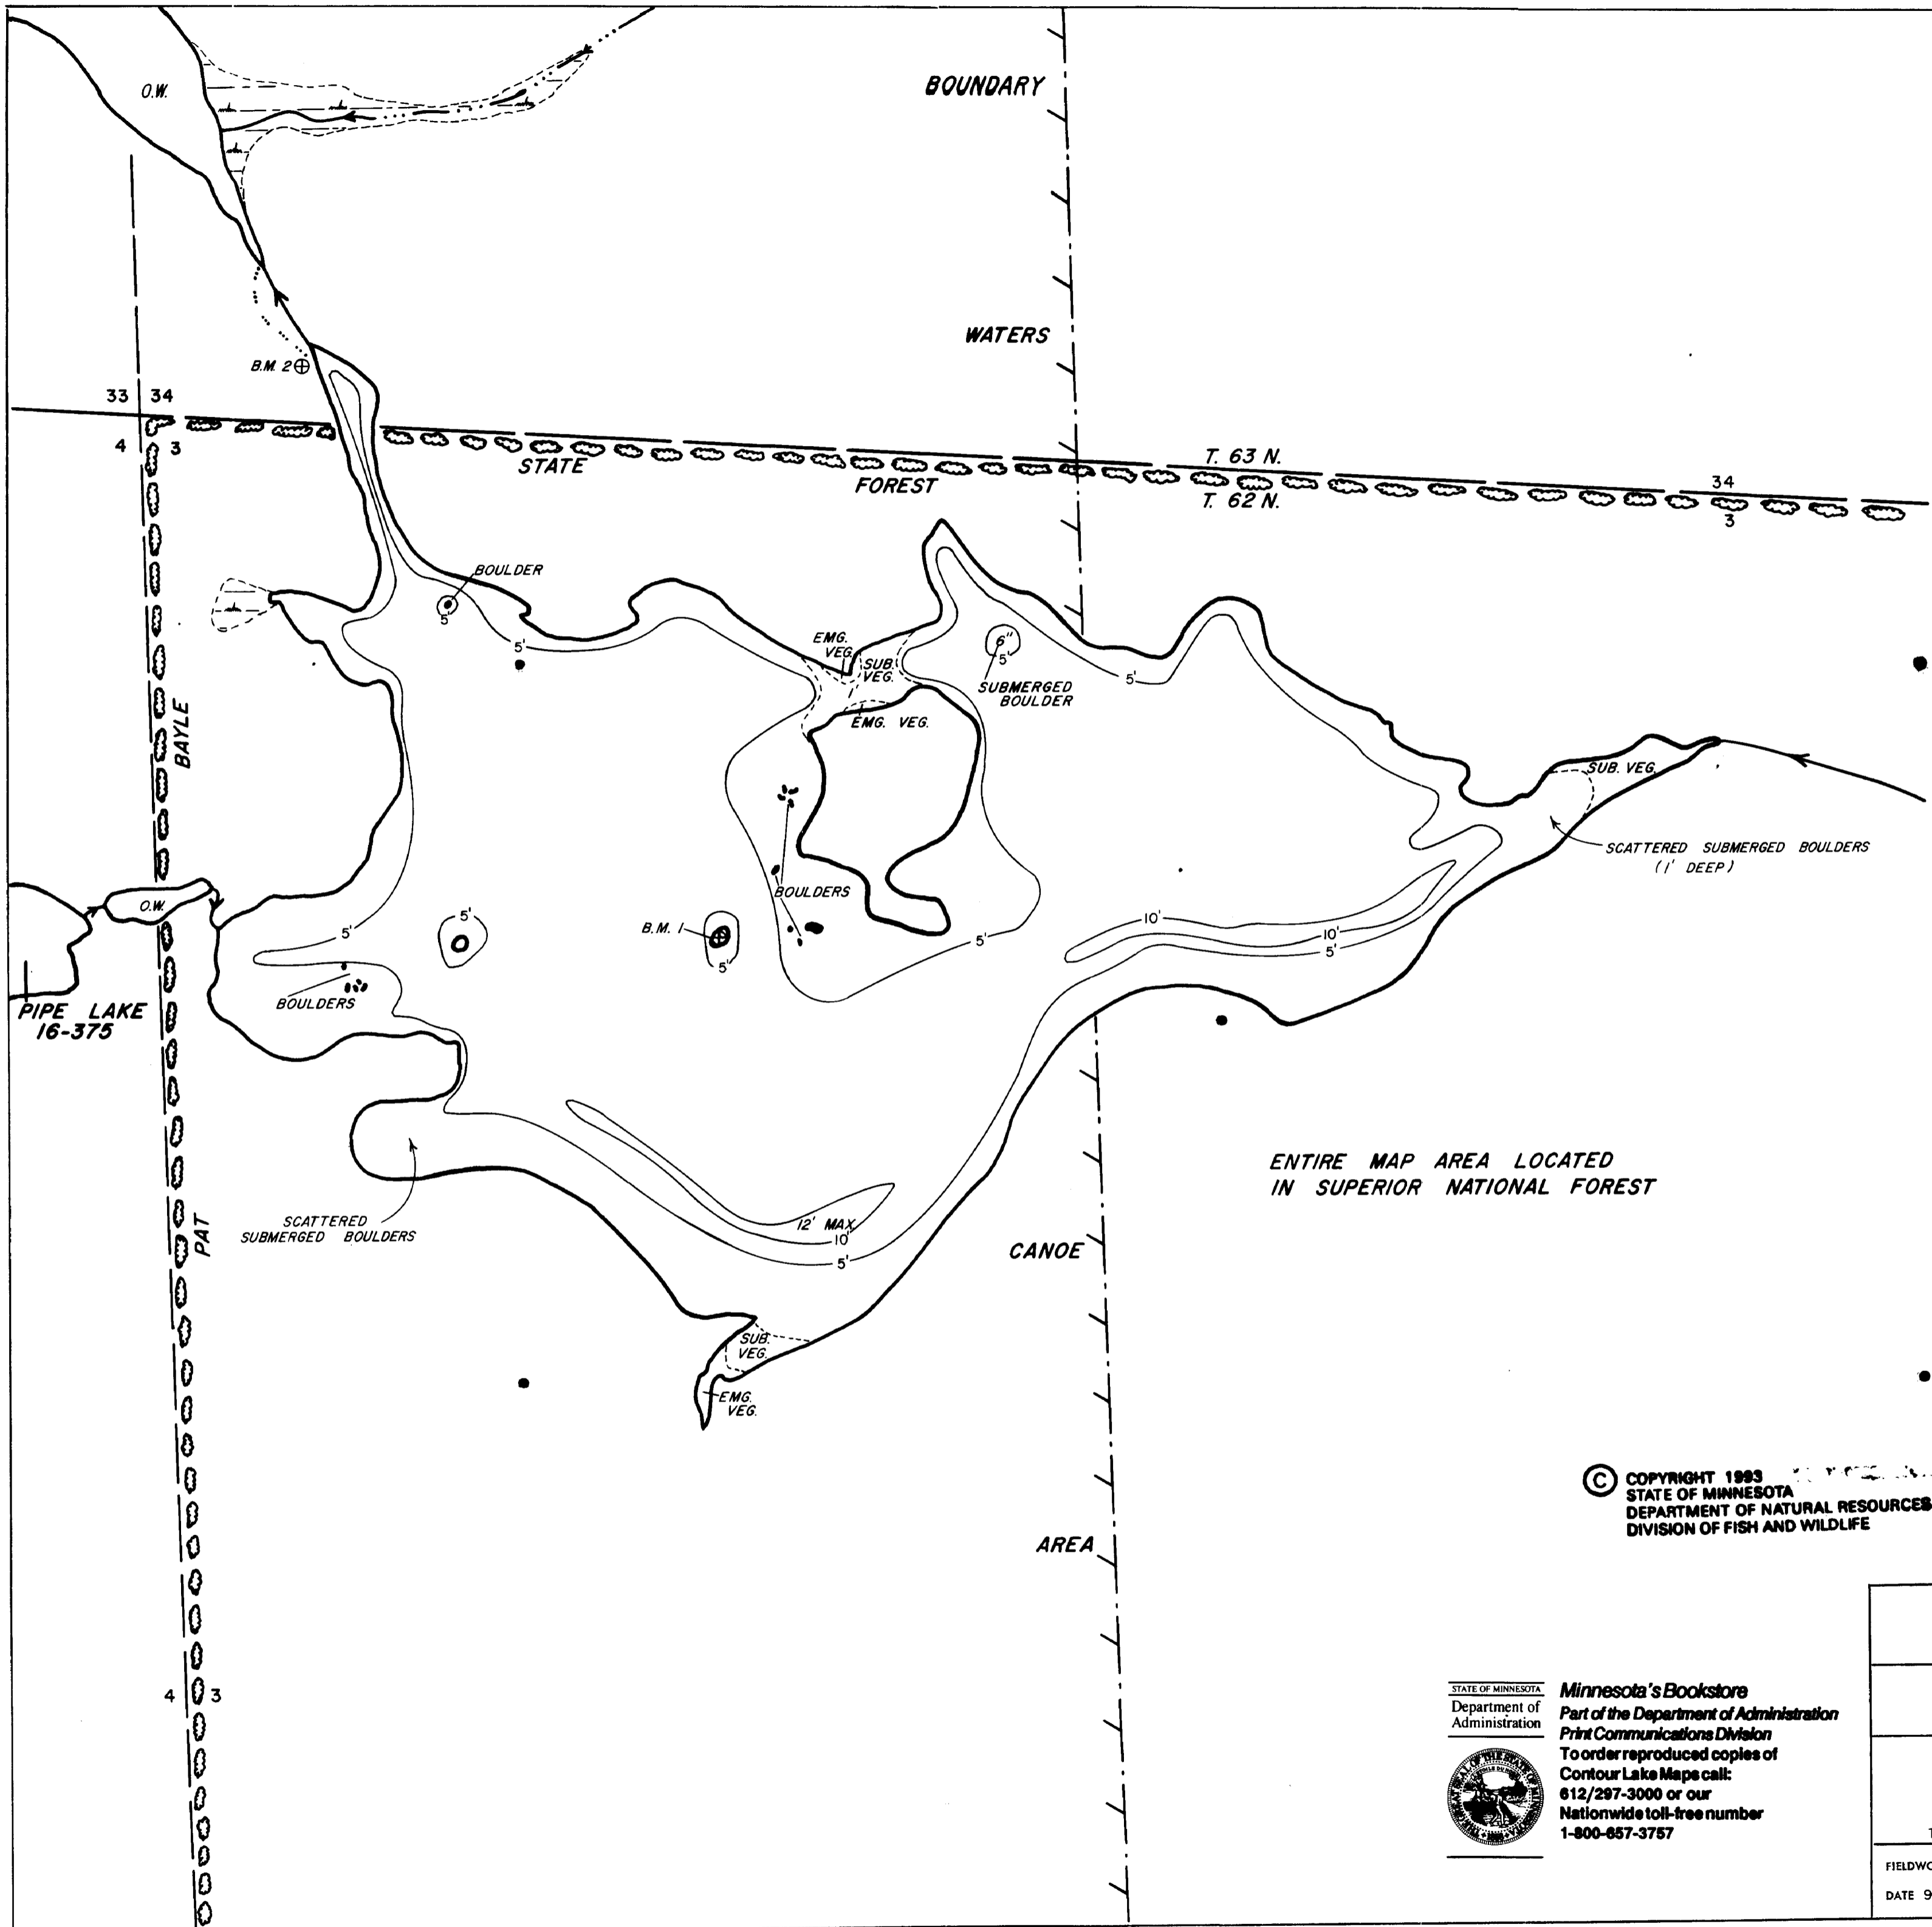 O.W.
BOUNDARY
WATERS
B.M. 2
33 34
4 3
STATE
FOREST
T. 63 N.
T. 62 N.
34
3
BOULDER
5'
5'
EMG.
VEG.
SUB.
VEG.
EMG. VEG.
6"
5'
SUBMERGED
BOULDER
5'
BAYLE
SUB. VEG.
SCATTERED SUBMERGED BOULDERS
(1' DEEP)
O.W.
5'
5'
B.M. 1
5'
BOULDERS
5'
10'
10'
5'
BOULDERS
PIPE LAKE
16-375
ENTIRE MAP AREA LOCATED
IN SUPERIOR NATIONAL FOREST
PAT
SCATTERED
SUBMERGED BOULDERS
12' MAX.
10'
5'
CANOE
SUB.
VEG.
EMG.
VEG.
© COPYRIGHT 1993
STATE OF MINNESOTA
DEPARTMENT OF NATURAL RESOURCES
DIVISION OF FISH AND WILDLIFE
AREA
4 3
STATE OF MINNESOTA
Department of
Administration
Minnesota's Bookstore
Part of the Department of Administration
Print Communications Division
To order reproduced copies of
Contour Lake Maps call:
612/297-3000 or our
Nationwide toll-free number
1-800-657-3757
DATE 9